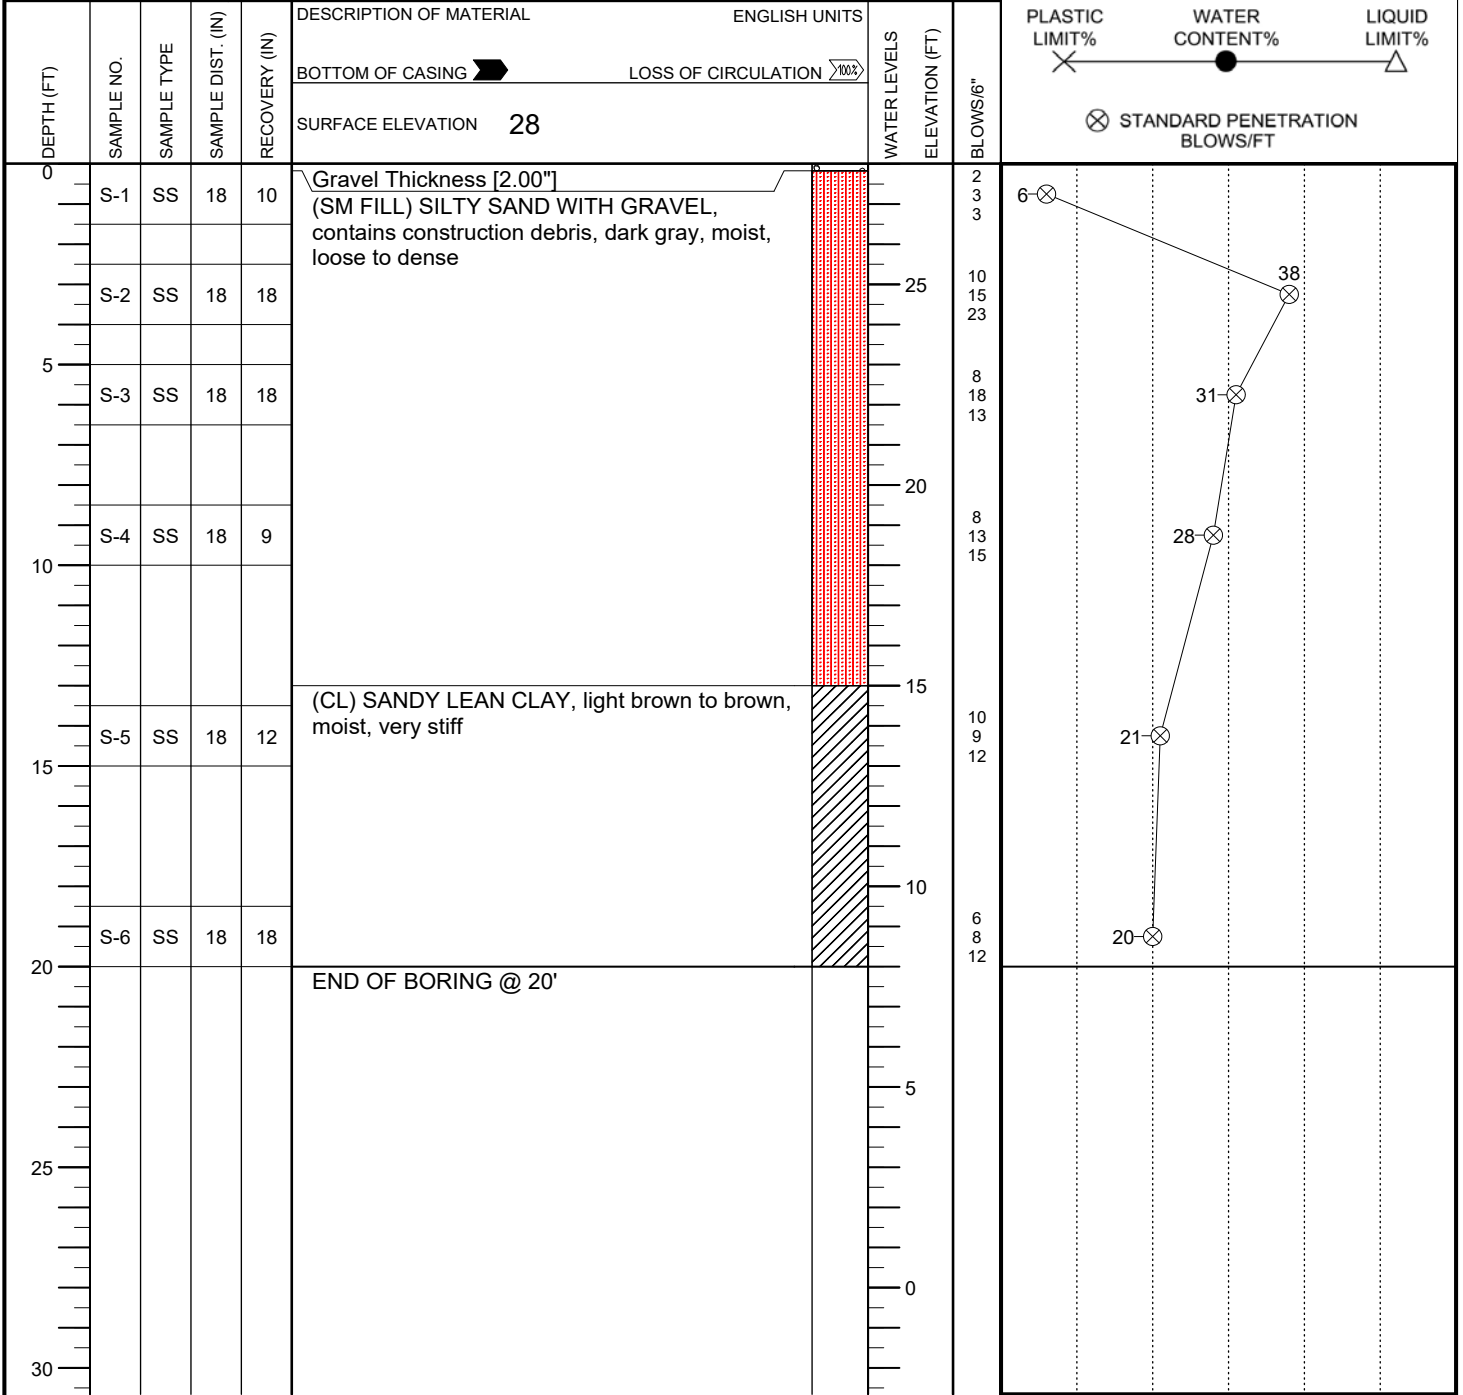 DEPTH (FT)
SAMPLE NO.
SAMPLE TYPE
SAMPLE DIST. (IN)
RECOVERY (IN)
DESCRIPTION OF MATERIAL ENGLISH UNITS
BOTTOM OF CASING LOSS OF CIRCULATION 100%
SURFACE ELEVATION 28
WATER LEVELS
ELEVATION (FT)
BLOWS/6"
PLASTIC LIMIT%
WATER CONTENT%
LIQUID LIMIT%
STANDARD PENETRATION
BLOWS/FT
0
Gravel Thickness [2.00"]
S-1 SS 18 10
2
3
3
6
(SM FILL) SILTY SAND WITH GRAVEL,
contains construction debris, dark gray, moist,
loose to dense
S-2 SS 18 18
25
10
15
23
38
5
S-3 SS 18 18
8
18
13
31
20
S-4 SS 18 9
8
13
15
28
10
15
(CL) SANDY LEAN CLAY, light brown to brown,
moist, very stiff
S-5 SS 18 12
10
9
12
21
15
10
S-6 SS 18 18
6
8
12
20
20
END OF BORING @ 20'
5
25
0
30